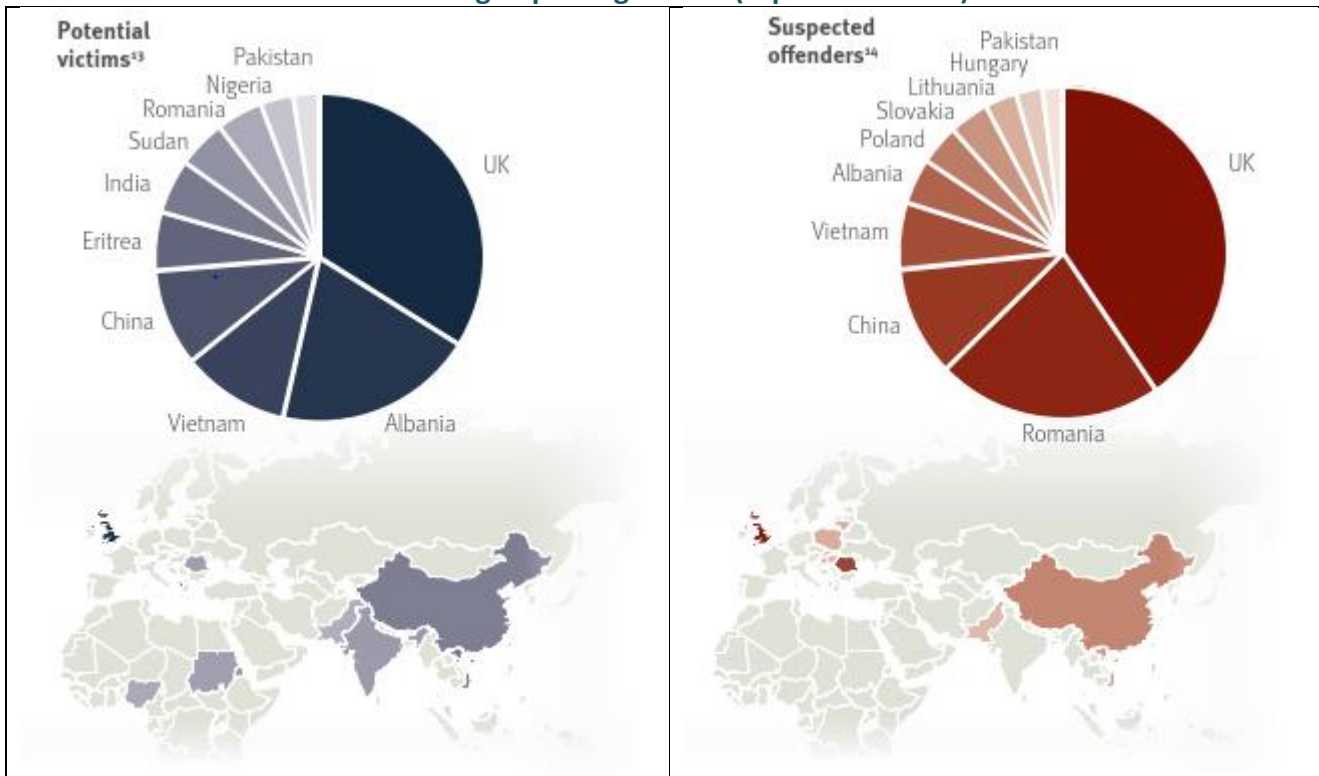 Potential
victims¹³
Pakistan
Nigeria
Romania
Sudan
India
Eritrea
China
Vietnam
Albania
UK
Suspected
offenders¹⁴
Pakistan
Hungary
Lithuania
Slovakia
Poland
Albania
Vietnam
China
Romania
UK